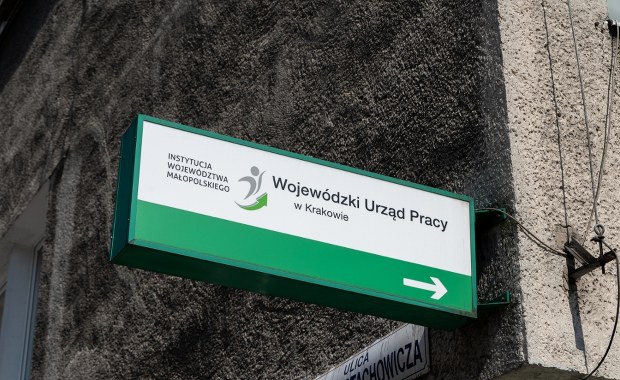 INSTYTUCJA
WOJEWÓDZTWA
MAŁOPOLSKIEGO
Wojewódzki Urząd Pracy
w Krakowie
ULICA